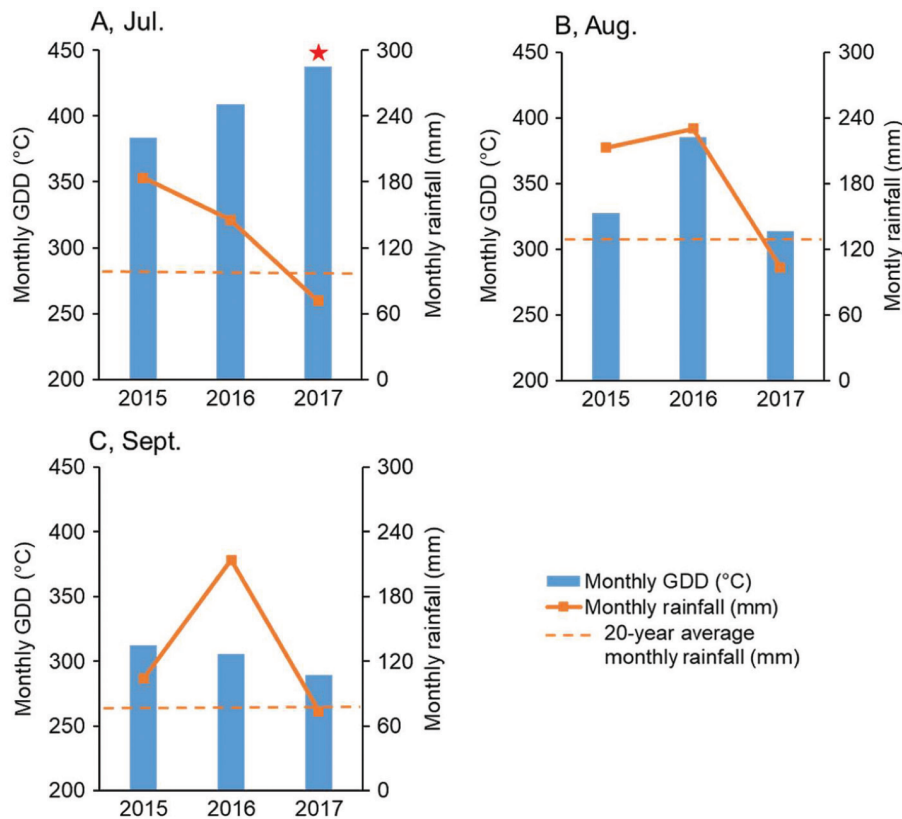 A, Jul.
450
400
350
300
250
200
Monthly GDD (°C)
300
240
180
120
60
0
Monthly rainfall (mm)
2015 2016 2017
B, Aug.
450
400
350
300
250
200
Monthly GDD (°C)
300
240
180
120
60
0
Montly rainfall (mm)
2015 2016 2017
C, Sept.
450
400
350
300
250
200
Monthly GDD (°C)
300
240
180
120
60
0
Monthly rainfall (mm)
2015 2016 2017
Monthly GDD (°C)
Monthly rainfall (mm)
20-year average
monthly rainfall (mm)